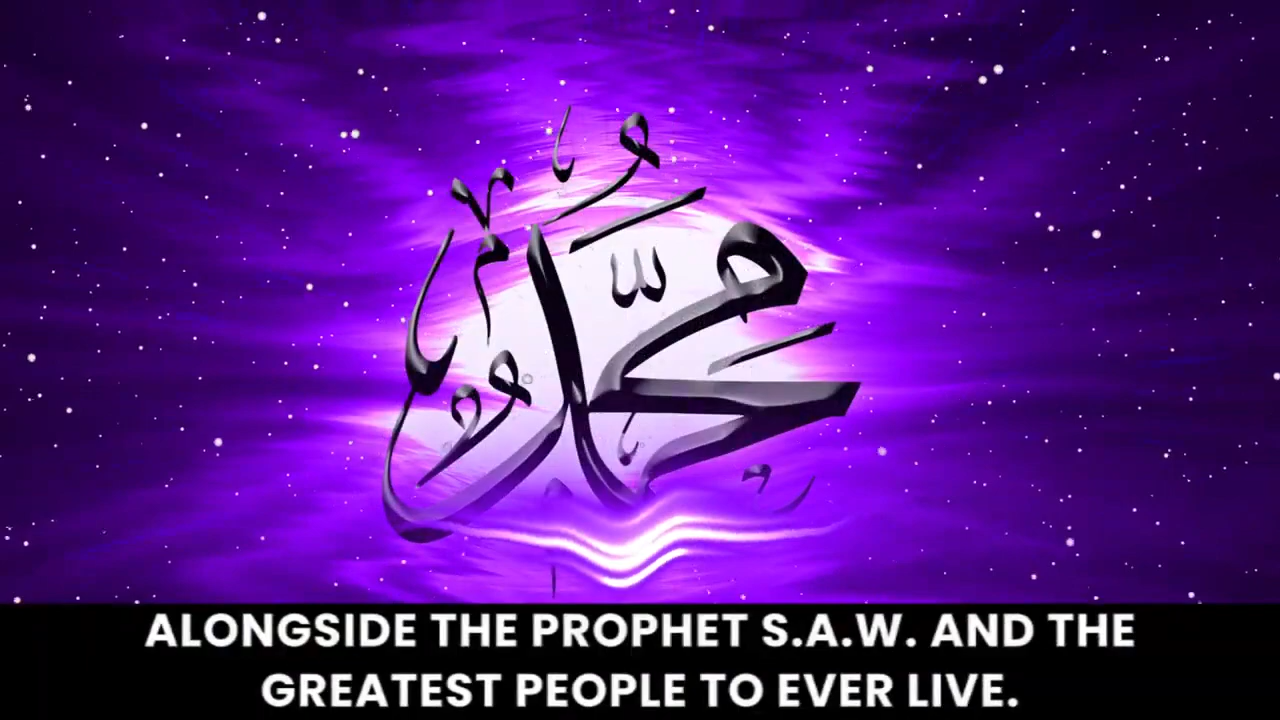 محمد
ALONGSIDE THE PROPHET S.A.W. AND THE
GREATEST PEOPLE TO EVER LIVE.